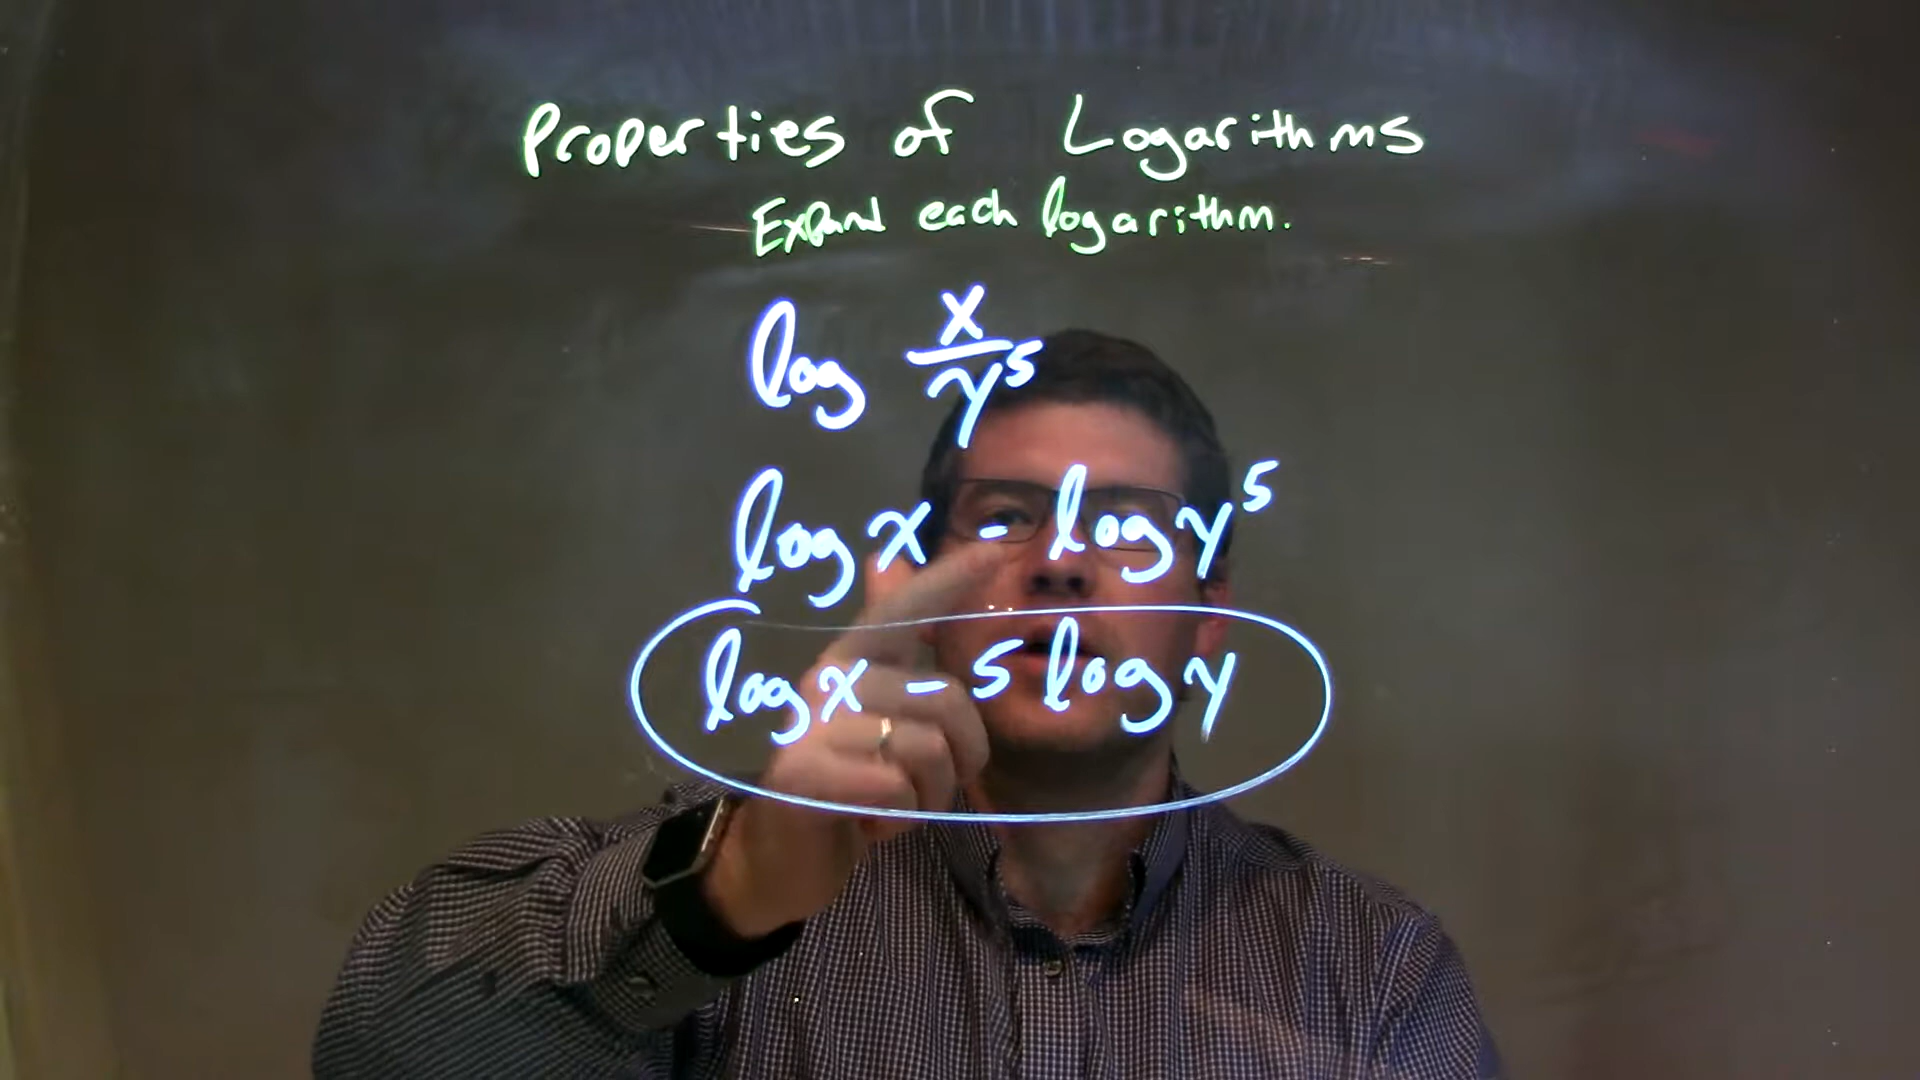 Properties of Logarithms
Expand each logarithm.
log x/y⁵
log x - log y⁵
log x - 5 log y